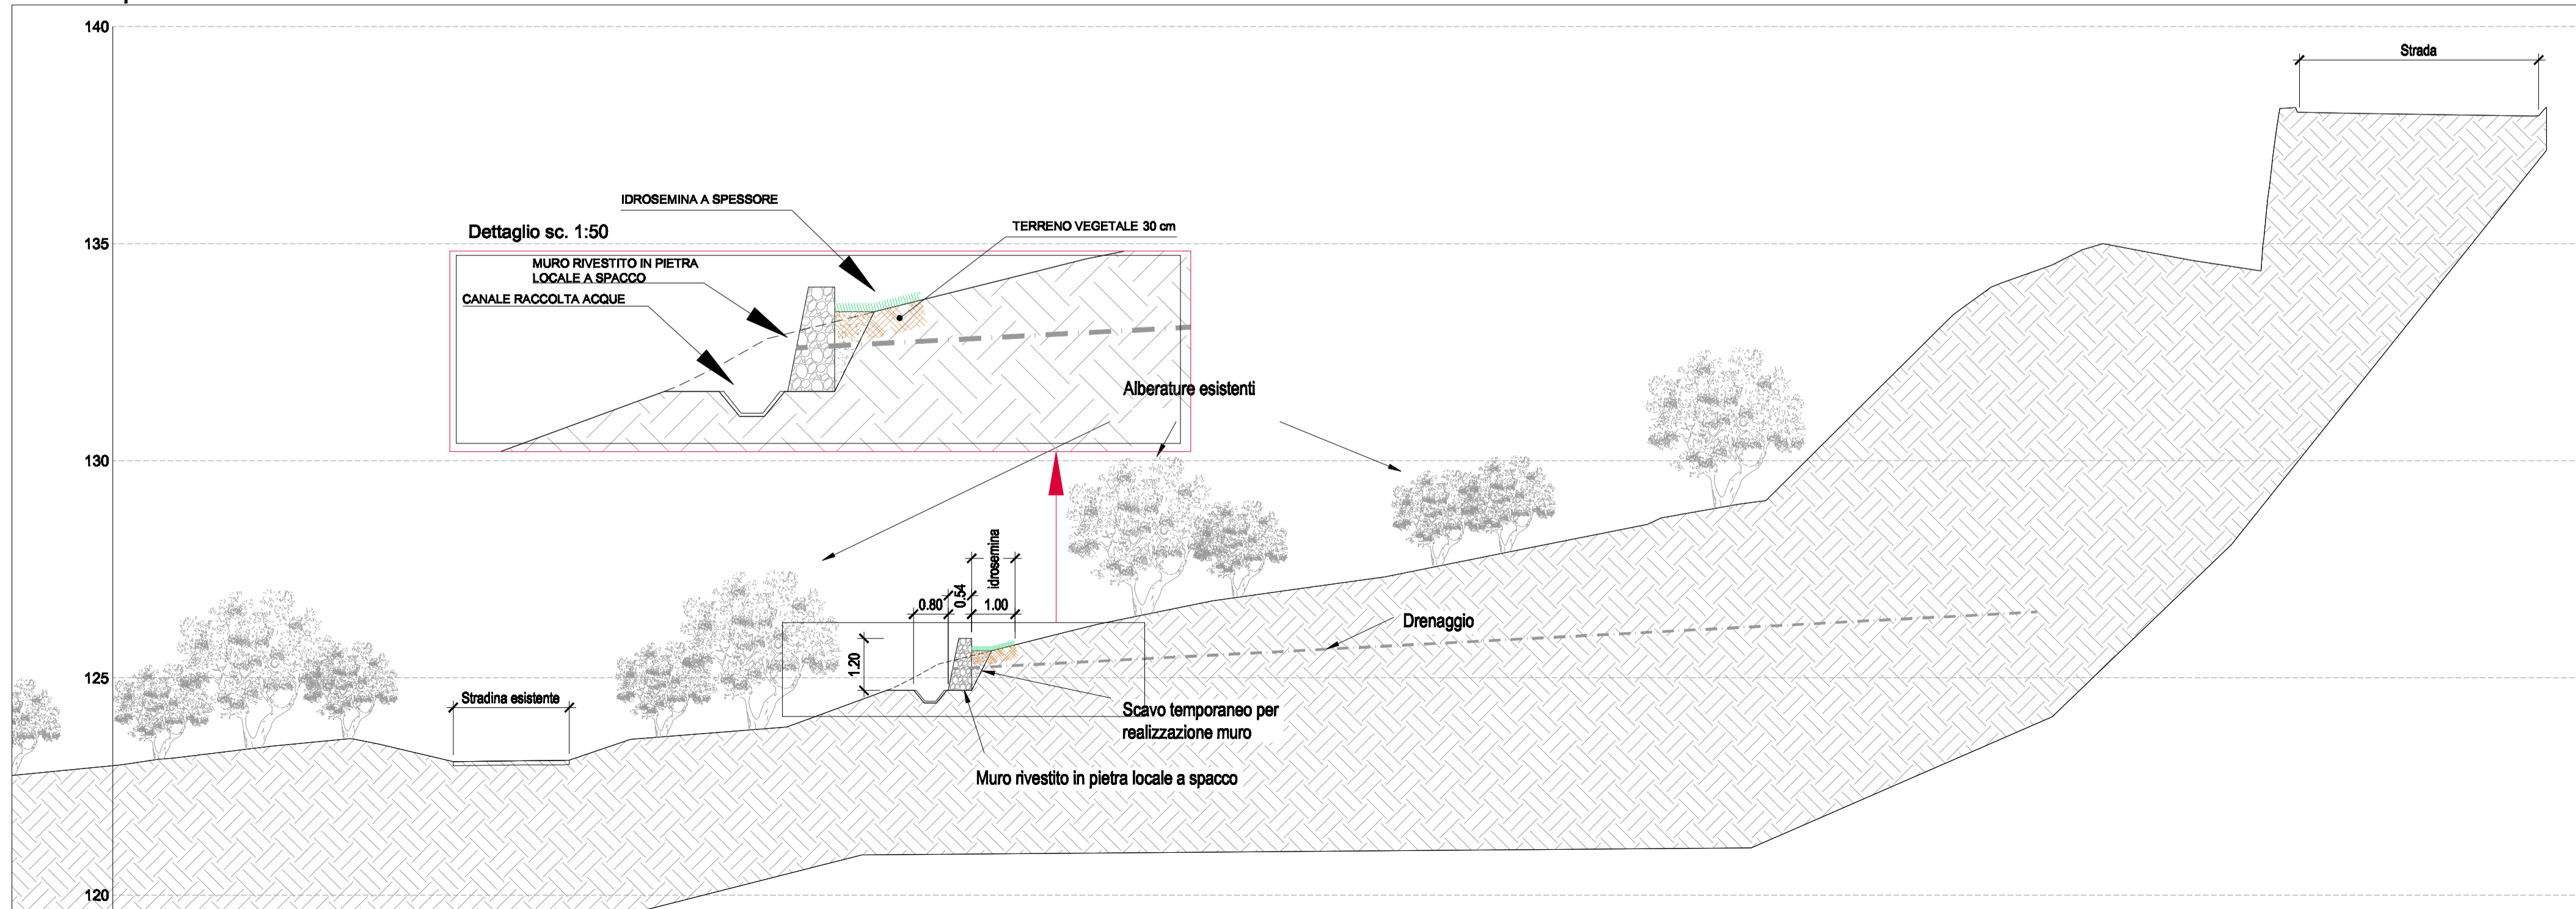 140
Strada
IDROSEMINA A SPESSORE
TERRENO VEGETALE 30 cm
Dettaglio sc. 1:50
135
MURO RIVESTITO IN PIETRA
LOCALE A SPACCO
CANALE RACCOLTA ACQUE
Alberature esistenti
130
idrosemina
0.80
0.54
1.00
Drenaggio
1.20
125
Stradina esistente
Scavo temporaneo per
realizzazione muro
Muro rivestito in pietra locale a spacco
120